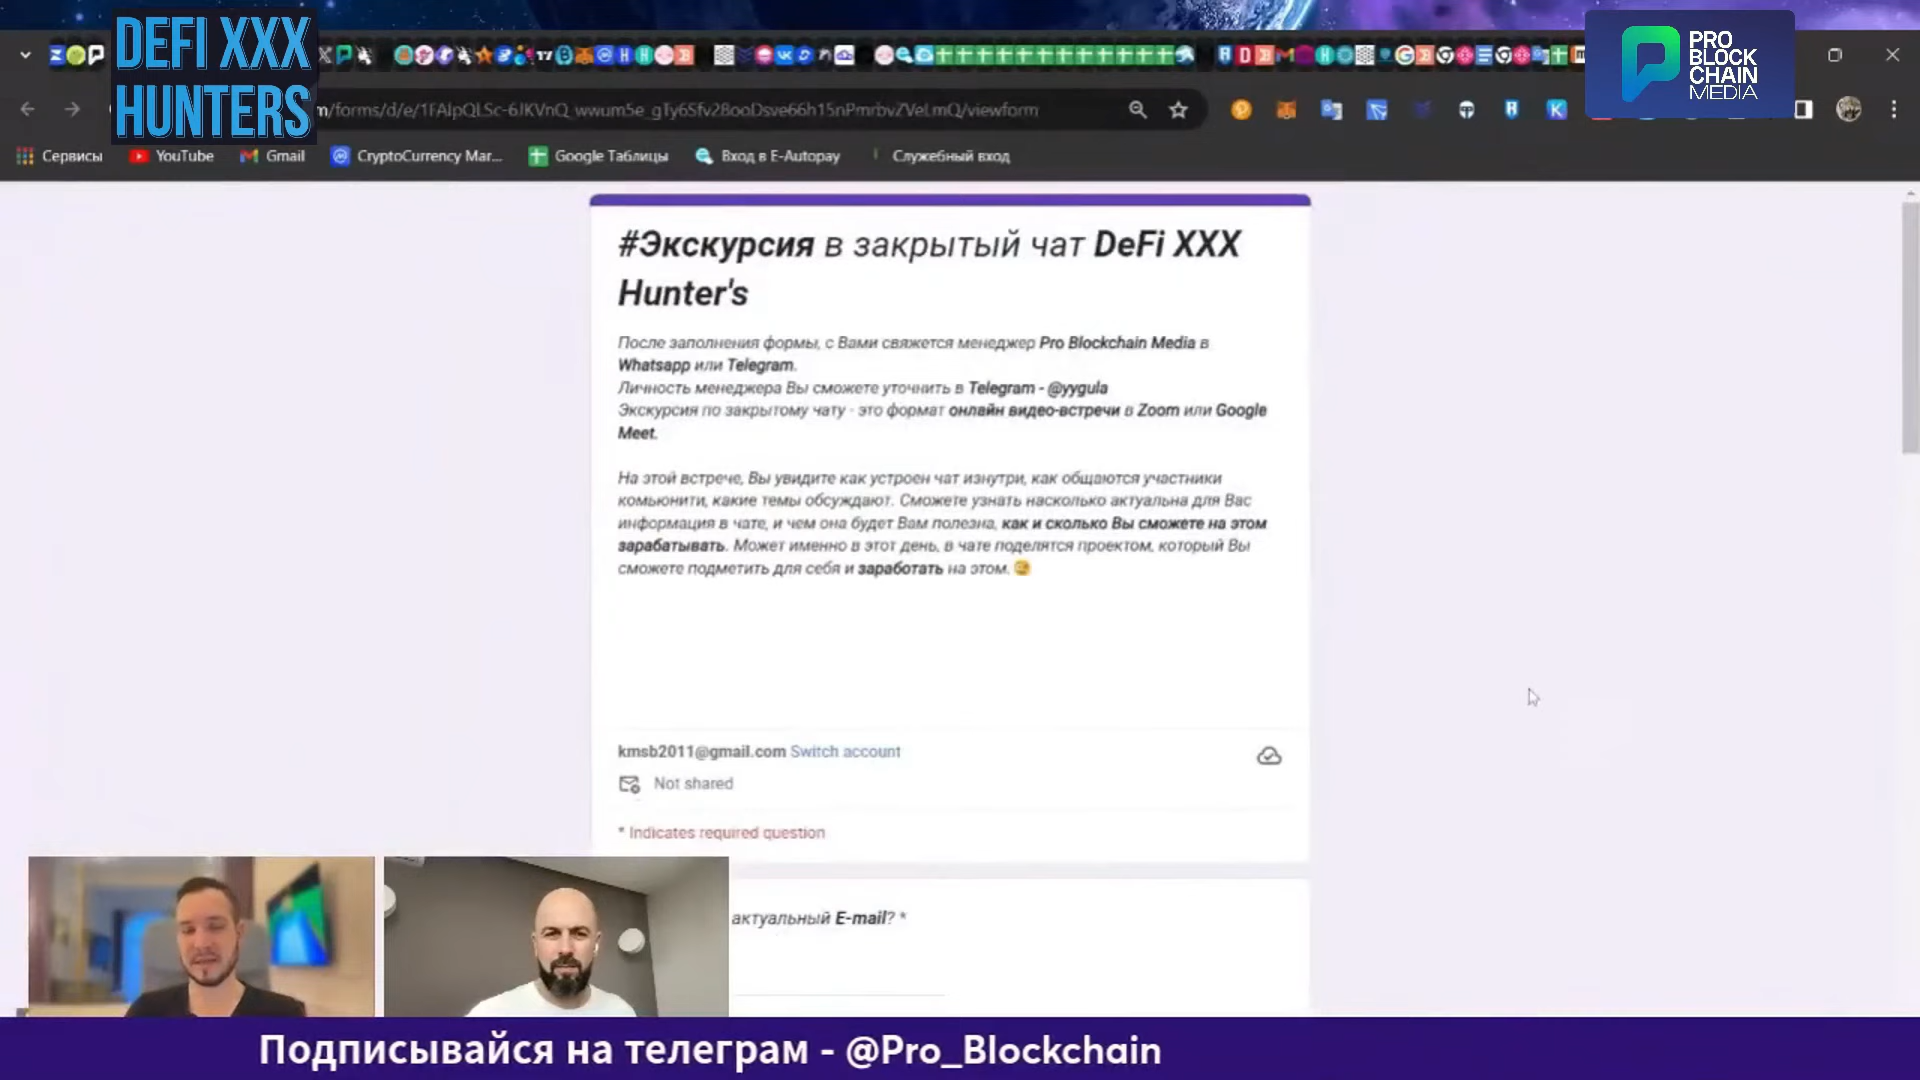 DEFI XXX
HUNTERS
PRO
BLOCK
CHAIN
MEDIA
/viewform
Сервисы
YouTube
Gmail
CryptoCurrency Mar...
Google Таблицы
Вход в E-Autopay
Служебный вход
#Экскурсия в закрытый чат DeFi XXX
Hunter's
После заполнения формы, с Вами свяжется менеджер Pro Blockchain Media в
Whatsapp или Telegram.
Личность менеджера Вы сможете уточнить в Telegram - @yygula
Экскурсия по закрытому чату - это формат онлайн видео-встречи в Zoom или Google
Meet.
На этой встрече, Вы увидите как устроен чат изнутри, как общаются участники
комьюнити, какие темы обсуждают. Сможете узнать насколько актуальна для Вас
информация в чате, и чем она будет Вам полезна, как и сколько Вы сможете на этом
зарабатывать. Может именно в этот день, в чате поделятся проектом, который Вы
сможете подметить для себя и заработать на этом.
kmsb2011@gmail.com Switch account
Not shared
* Indicates required question
актуальный E-mail? *
Подписывайся на телеграм - @Pro_Blockchain